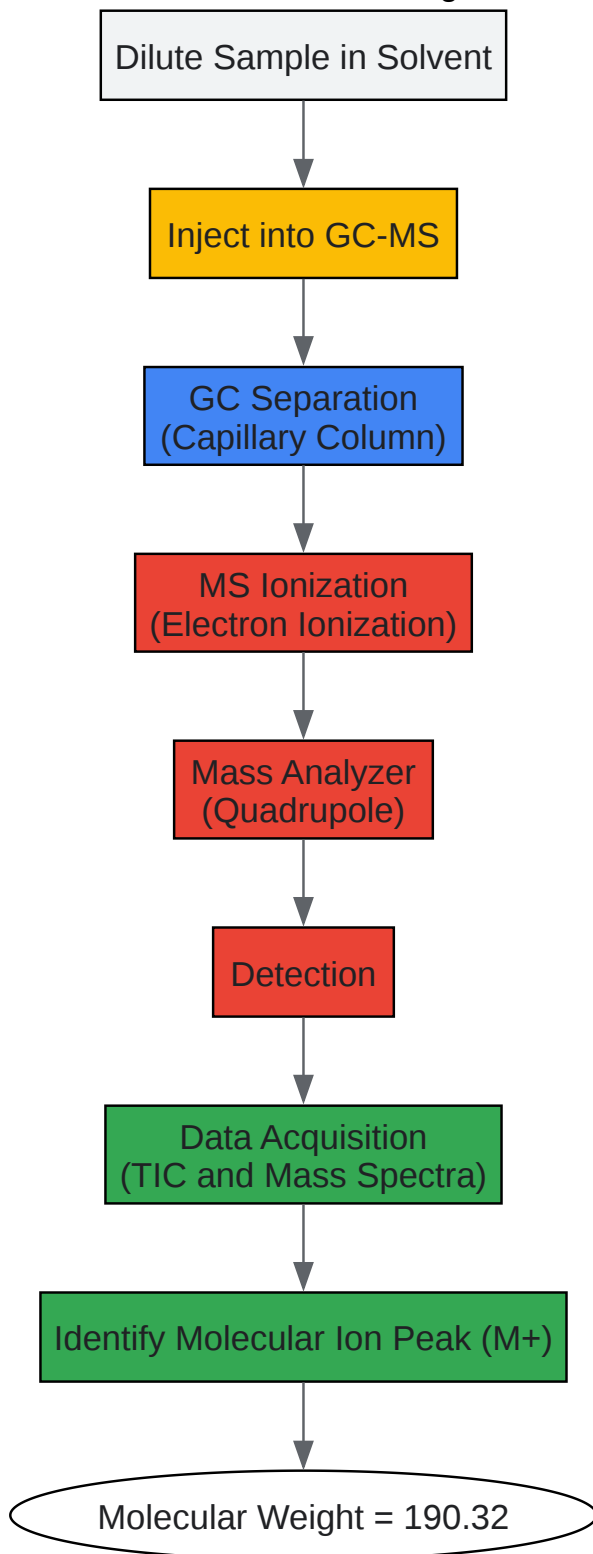 Dilute Sample in Solvent
Inject into GC-MS
GC Separation
(Capillary Column)
MS Ionization
(Electron Ionization)
Mass Analyzer
(Quadrupole)
Detection
Data Acquisition
(TIC and Mass Spectra)
Identify Molecular Ion Peak (M+)
Molecular Weight = 190.32